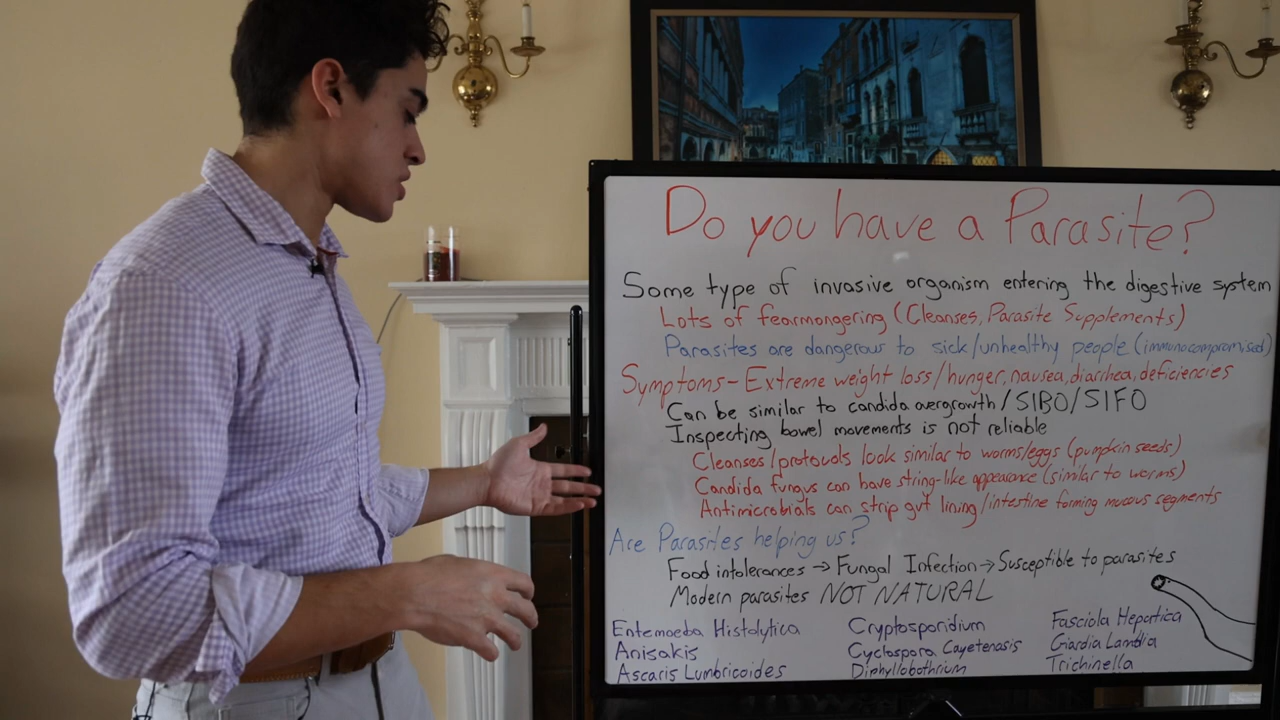 Do you have a Parasite?
Some type of invasive organism entering the digestive system
Lots of fearmongering (Cleanses, Parasite Supplements)
Parasites are dangerous to sick/unhealthy people (immunocompromised)
Symptoms - Extreme weight loss/hunger, nausea, diarrhea, deficiencies
Can be similar to candida overgrowth/SIBO/SIFO
Inspecting bowel movements is not reliable
Cleanses/protocols look similar to worms/eggs (pumpkin seeds)
Candida fungus can have string-like appearance (similar to worms)
Antimicrobials can strip gut lining/intestine forming mucous segments
Are Parasites helping us?
Food intolerances → Fungal Infection → Susceptible to parasites
Modern parasites NOT NATURAL
Entemoeba Histolytica
Anisakis
Ascaris Lumbricoides
Cryptosporidium
Cyclospora Cayetenasis
Diphyllobothrium
Fasciola Hepartica
Giardia Lamblia
Trichinella